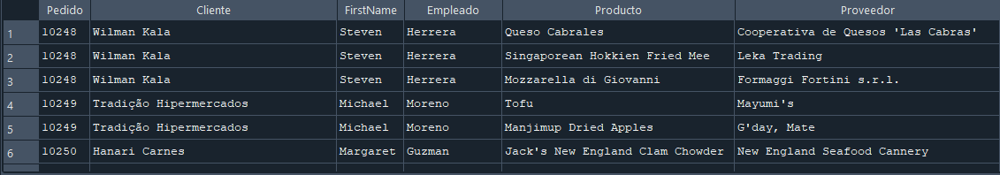 Pedido Cliente FirstName Empleado Producto Proveedor
1 10248 Wilman Kala Steven Herrera Queso Cabrales Cooperativa de Quesos 'Las Cabras'
2 10248 Wilman Kala Steven Herrera Singaporean Hokkien Fried Mee Leka Trading
3 10248 Wilman Kala Steven Herrera Mozzarella di Giovanni Formaggi Fortini s.r.l.
4 10249 Tradição Hipermercados Michael Moreno Tofu Mayumi's
5 10249 Tradição Hipermercados Michael Moreno Manjimup Dried Apples G'day, Mate
6 10250 Hanari Carnes Margaret Guzman Jack's New England Clam Chowder New England Seafood Cannery